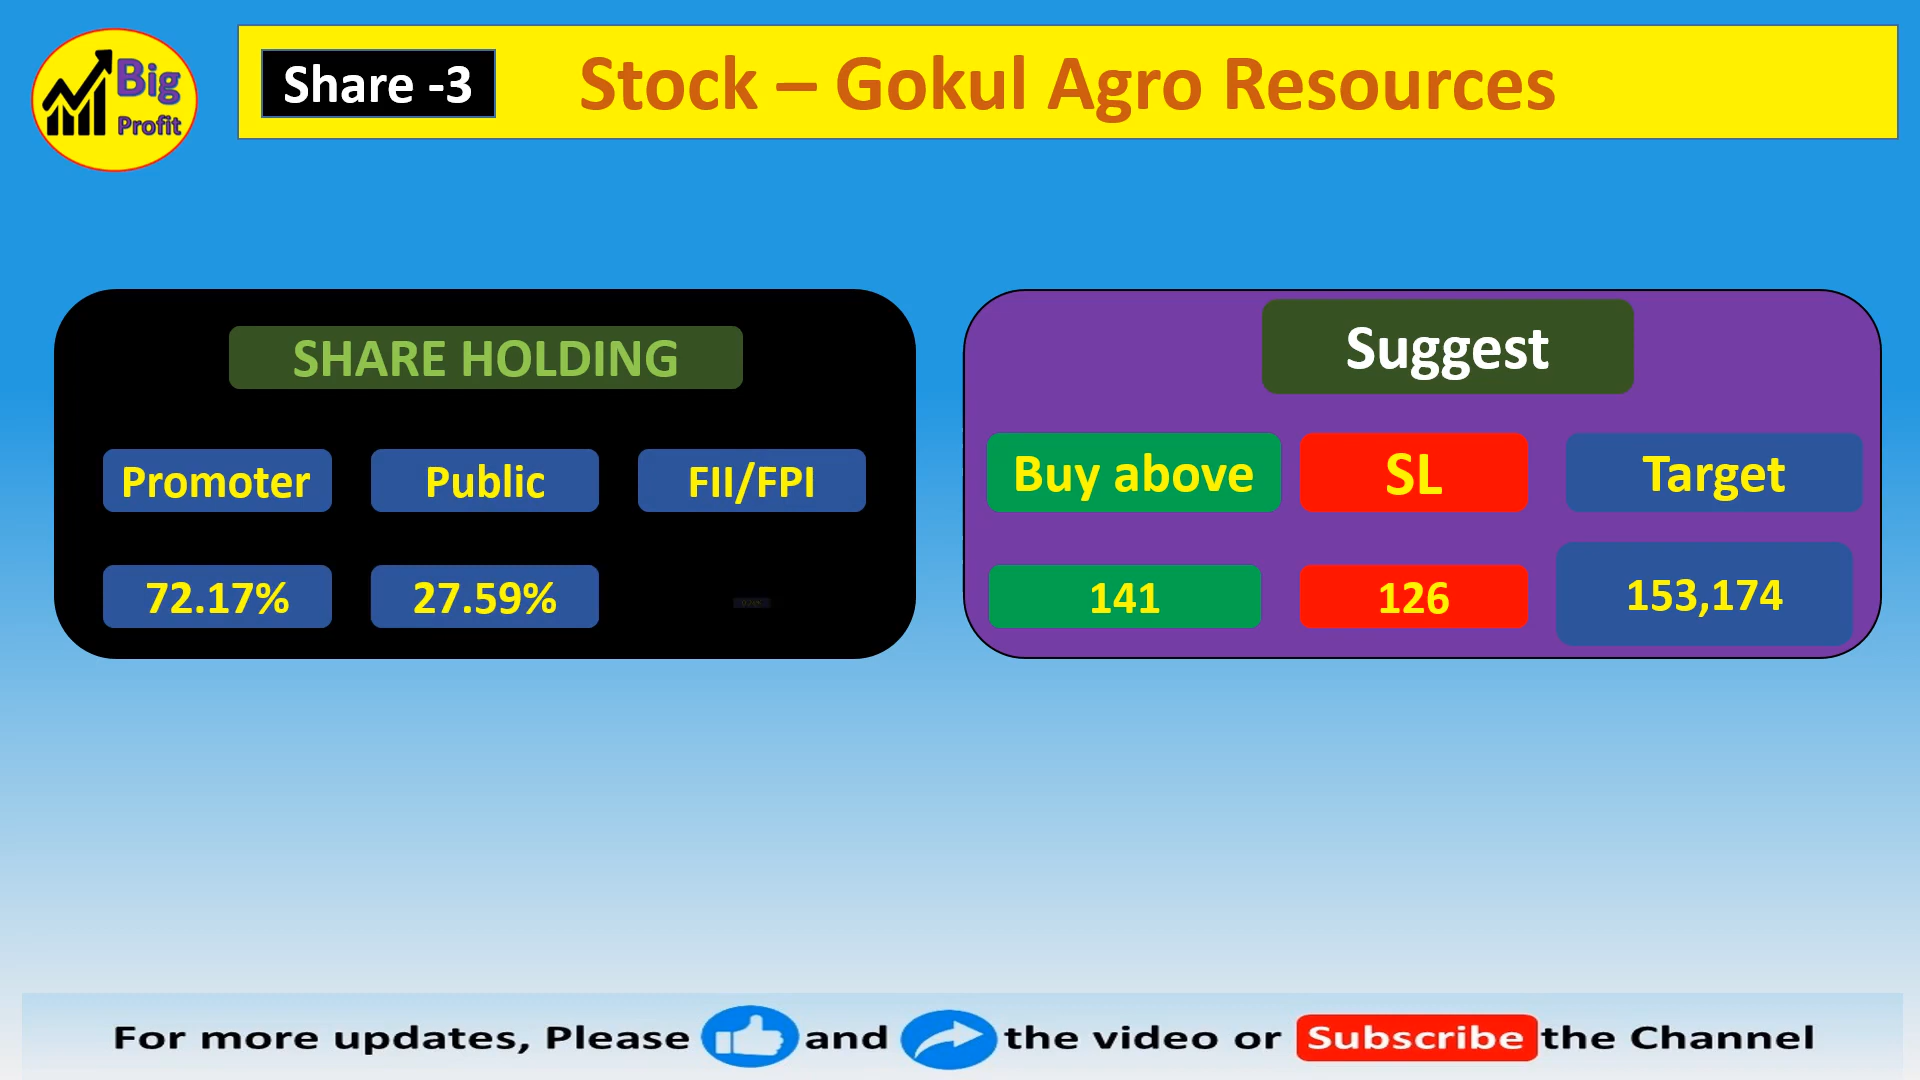 Big
Profit
Share -3
Stock – Gokul Agro Resources
SHARE HOLDING
Promoter Public FII/FPI
72.17% 27.59%
Suggest
Buy above SL Target
141 126 153,174
For more updates, Please and the video or Subscribe the Channel